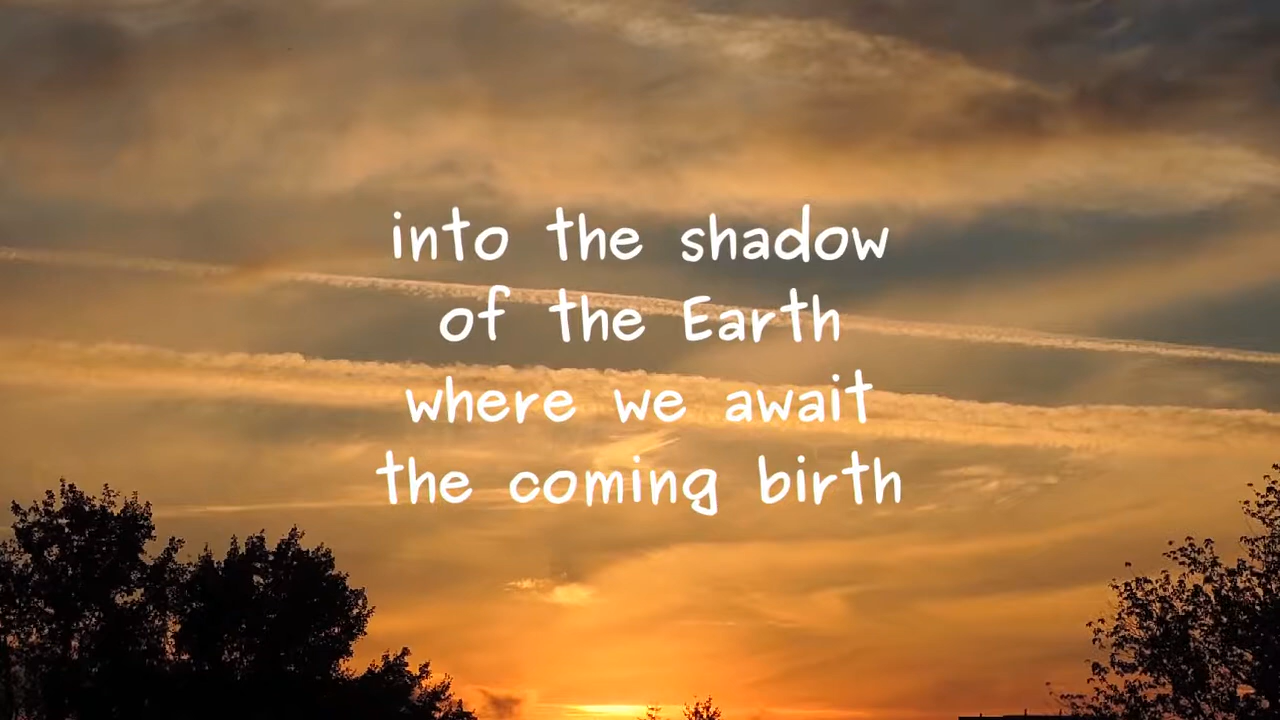 into the shadow
of the Earth
where we await
the coming birth